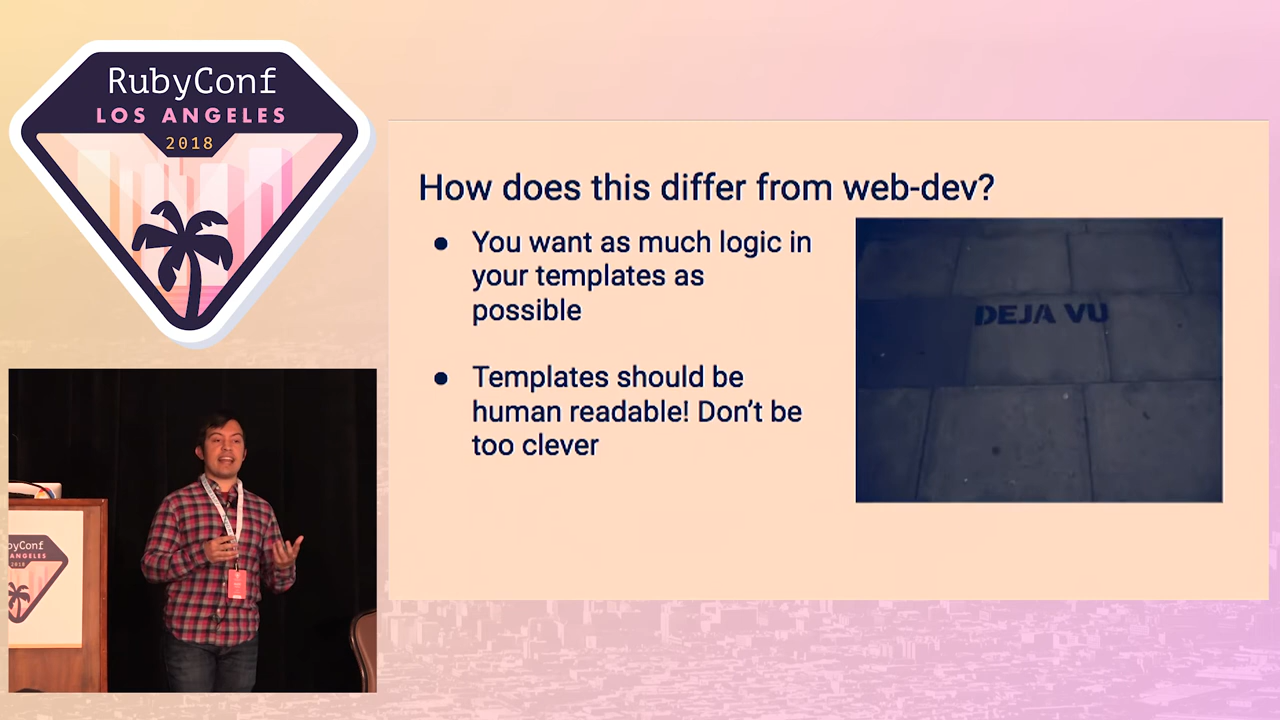 RubyConf
LOS ANGELES
2018
How does this differ from web-dev?
● You want as much logic in
your templates as
possible
● Templates should be
human readable! Don’t be
too clever
DEJA VU
byConf
ANGELES
2018